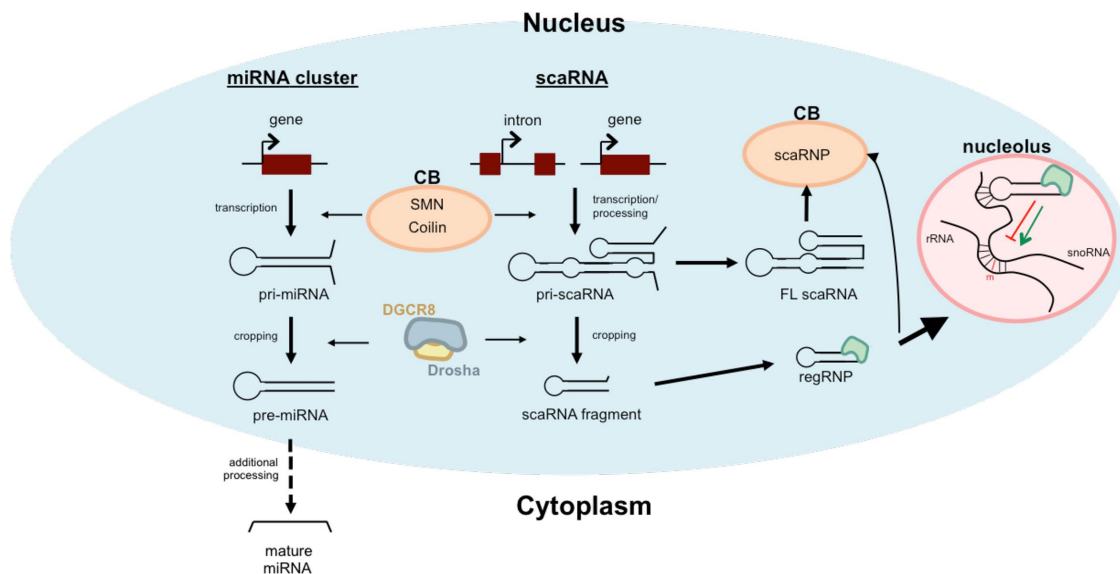 Nucleus
miRNA cluster
scaRNA
gene
intron
gene
CB
SMN
Coilin
CB
scaRNP
nucleolus
transcription
transcription/
processing
rRNA
snoRNA
m
pri-miRNA
pri-scaRNA
FL scaRNA
DGCR8
Drosha
cropping
cropping
regRNP
pre-miRNA
scaRNA fragment
additional
processing
Cytoplasm
mature
miRNA